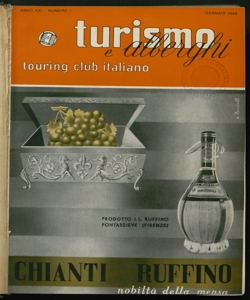 turismo
e alberghi
touring club italiano
PRODOTTO I. L. RUFFINO
PONTASSIEVE (FIRENZE)
CHIANTI RUFFINO
nobiltà della mensa